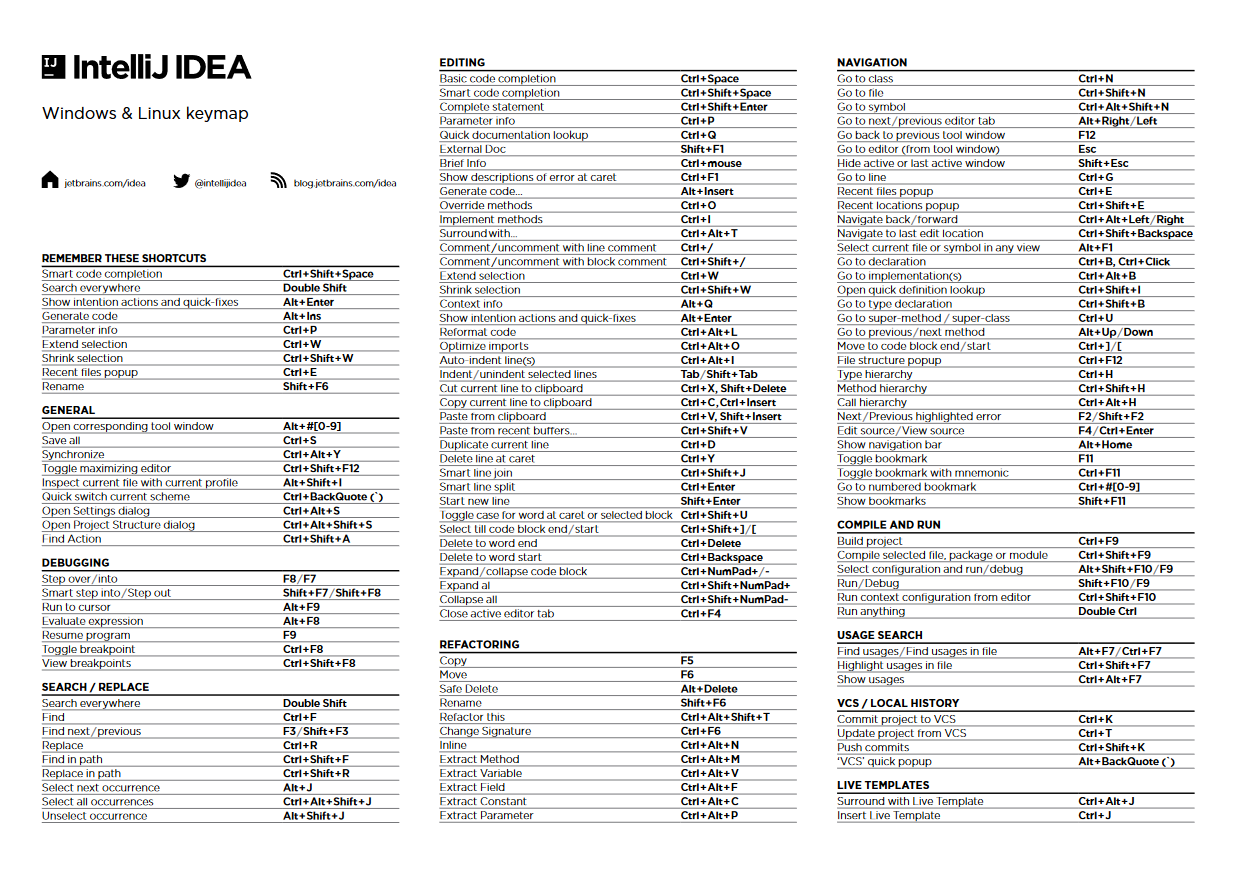 IJ IntelliJ IDEA
Windows & Linux keymap
jetbrains.com/idea @intellijidea blog.jetbrains.com/idea
REMEMBER THESE SHORTCUTS
Smart code completion Ctrl+Shift+Space
Search everywhere Double Shift
Show intention actions and quick-fixes Alt+Enter
Generate code Alt+Ins
Parameter info Ctrl+P
Extend selection Ctrl+W
Shrink selection Ctrl+Shift+W
Recent files popup Ctrl+E
Rename Shift+F6
GENERAL
Open corresponding tool window Alt+#[0-9]
Save all Ctrl+S
Synchronize Ctrl+Alt+Y
Toggle maximizing editor Ctrl+Shift+F12
Inspect current file with current profile Alt+Shift+I
Quick switch current scheme Ctrl+BackQuote (`)
Open Settings dialog Ctrl+Alt+S
Open Project Structure dialog Ctrl+Alt+Shift+S
Find Action Ctrl+Shift+A
DEBUGGING
Step over/into F8/F7
Smart step into/Step out Shift+F7/Shift+F8
Run to cursor Alt+F9
Evaluate expression Alt+F8
Resume program F9
Toggle breakpoint Ctrl+F8
View breakpoints Ctrl+Shift+F8
SEARCH / REPLACE
Search everywhere Double Shift
Find Ctrl+F
Find next/previous F3/Shift+F3
Replace Ctrl+R
Find in path Ctrl+Shift+F
Replace in path Ctrl+Shift+R
Select next occurrence Alt+J
Select all occurrences Ctrl+Alt+Shift+J
Unselect occurrence Alt+Shift+J
EDITING
Basic code completion Ctrl+Space
Smart code completion Ctrl+Shift+Space
Complete statement Ctrl+Shift+Enter
Parameter info Ctrl+P
Quick documentation lookup Ctrl+Q
External Doc Shift+F1
Brief Info Ctrl+mouse
Show descriptions of error at caret Ctrl+F1
Generate code... Alt+Insert
Override methods Ctrl+O
Implement methods Ctrl+I
Surround with... Ctrl+Alt+T
Comment/uncomment with line comment Ctrl+/
Comment/uncomment with block comment Ctrl+Shift+/
Extend selection Ctrl+W
Shrink selection Ctrl+Shift+W
Context info Alt+Q
Show intention actions and quick-fixes Alt+Enter
Reformat code Ctrl+Alt+L
Optimize imports Ctrl+Alt+O
Auto-indent line(s) Ctrl+Alt+I
Indent/unindent selected lines Tab/Shift+Tab
Cut current line to clipboard Ctrl+X, Shift+Delete
Copy current line to clipboard Ctrl+C, Ctrl+Insert
Paste from clipboard Ctrl+V, Shift+Insert
Paste from recent buffers... Ctrl+Shift+V
Duplicate current line Ctrl+D
Delete line at caret Ctrl+Y
Smart line join Ctrl+Shift+J
Smart line split Ctrl+Enter
Start new line Shift+Enter
Toggle case for word at caret or selected block Ctrl+Shift+U
Select till code block end/start Ctrl+Shift+]/[
Delete to word end Ctrl+Delete
Delete to word start Ctrl+Backspace
Expand/collapse code block Ctrl+NumPad+/-
Expand al Ctrl+Shift+NumPad+
Collapse all Ctrl+Shift+NumPad-
Close active editor tab Ctrl+F4
REFACTORING
Copy F5
Move F6
Safe Delete Alt+Delete
Rename Shift+F6
Refactor this Ctrl+Alt+Shift+T
Change Signature Ctrl+F6
Inline Ctrl+Alt+N
Extract Method Ctrl+Alt+M
Extract Variable Ctrl+Alt+V
Extract Field Ctrl+Alt+F
Extract Constant Ctrl+Alt+C
Extract Parameter Ctrl+Alt+P
NAVIGATION
Go to class Ctrl+N
Go to file Ctrl+Shift+N
Go to symbol Ctrl+Alt+Shift+N
Go to next/previous editor tab Alt+Right/Left
Go back to previous tool window F12
Go to editor (from tool window) Esc
Hide active or last active window Shift+Esc
Go to line Ctrl+G
Recent files popup Ctrl+E
Recent locations popup Ctrl+Shift+E
Navigate back/forward Ctrl+Alt+Left/Right
Navigate to last edit location Ctrl+Shift+Backspace
Select current file or symbol in any view Alt+F1
Go to declaration Ctrl+B, Ctrl+Click
Go to implementation(s) Ctrl+Alt+B
Open quick definition lookup Ctrl+Shift+I
Go to type declaration Ctrl+Shift+B
Go to super-method / super-class Ctrl+U
Go to previous/next method Alt+Up/Down
Move to code block end/start Ctrl+]/[
File structure popup Ctrl+F12
Type hierarchy Ctrl+H
Method hierarchy Ctrl+Shift+H
Call hierarchy Ctrl+Alt+H
Next/Previous highlighted error F2/Shift+F2
Edit source/View source F4/Ctrl+Enter
Show navigation bar Alt+Home
Toggle bookmark F11
Toggle bookmark with mnemonic Ctrl+F11
Go to numbered bookmark Ctrl+#[0-9]
Show bookmarks Shift+F11
COMPILE AND RUN
Build project Ctrl+F9
Compile selected file, package or module Ctrl+Shift+F9
Select configuration and run/debug Alt+Shift+F10/F9
Run/Debug Shift+F10/F9
Run context configuration from editor Ctrl+Shift+F10
Run anything Double Ctrl
USAGE SEARCH
Find usages/Find usages in file Alt+F7/Ctrl+F7
Highlight usages in file Ctrl+Shift+F7
Show usages Ctrl+Alt+F7
VCS / LOCAL HISTORY
Commit project to VCS Ctrl+K
Update project from VCS Ctrl+T
Push commits Ctrl+Shift+K
‘VCS’ quick popup Alt+BackQuote (`)
LIVE TEMPLATES
Surround with Live Template Ctrl+Alt+J
Insert Live Template Ctrl+J